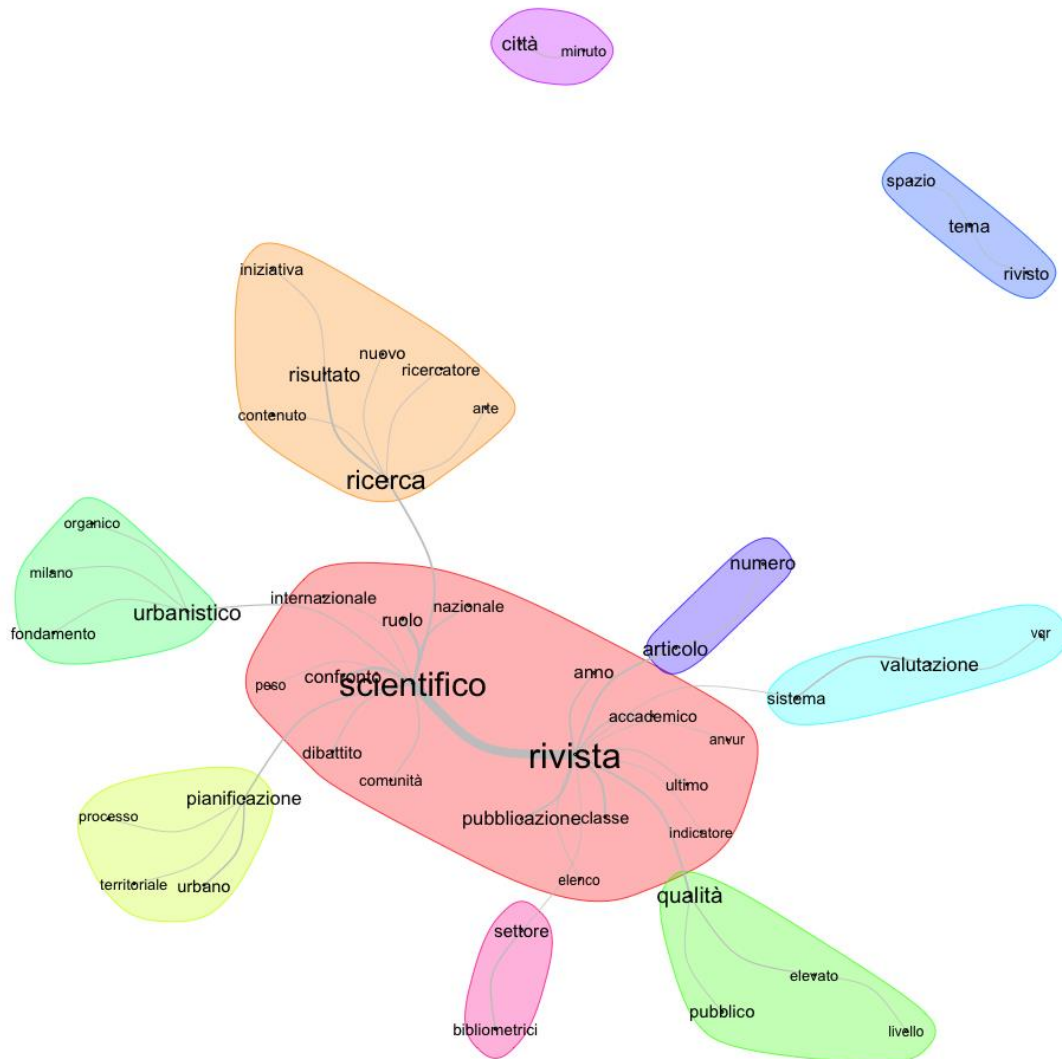 città
minuto
spazio
tema
rivisto
iniziativa
nuovo
risultato
ricercatore
contenuto
arte
ricerca
organico
milano
urbanistico
fondamento
internazionale
nazionale
ruolo
numero
articolo
vqr
valutazione
sistema
anno
confronto
peso
scientifico
accademico
anvur
dibattito
rivista
comunità
ultimo
pianificazione
processo
pubblicazione
classe
indicatore
territoriale
urbano
elenco
qualità
settore
elevato
pubblico
bibliometrici
livello